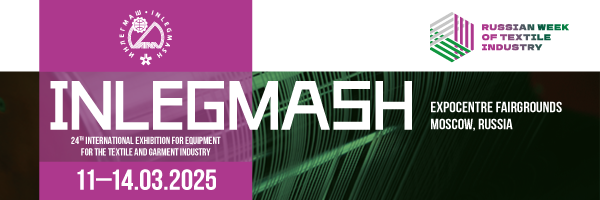 ИНЛЕГМАШ • INLEGMASH
RUSSIAN WEEK
OF TEXTILE
INDUSTRY
INLEGMASH
EXPOCENTRE FAIRGROUNDS
MOSCOW, RUSSIA
24TH INTERNATIONAL EXHIBITION FOR EQUIPMENT
FOR THE TEXTILE AND GARMENT INDUSTRY
11—14.03.2025